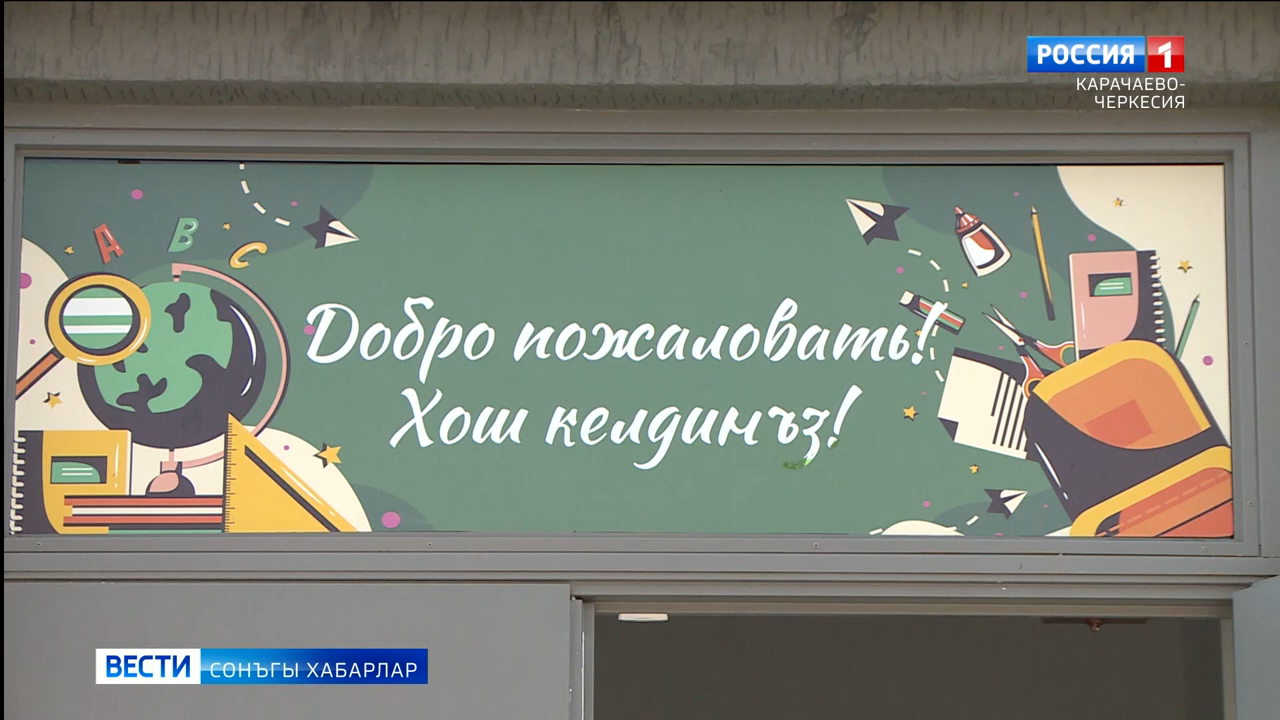 РОССИЯ 1
КАРАЧАЕВО-
ЧЕРКЕСИЯ
A B C
Добро пожаловать!
Хош келдинъз!
ВЕСТИ СОНЪГЫ ХАБАРЛАР